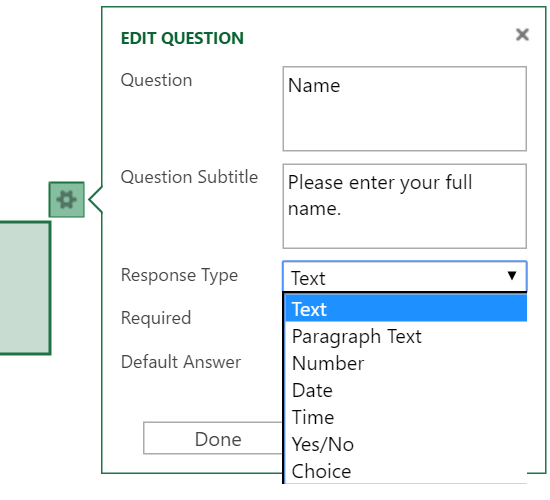 EDIT QUESTION
Question
Name
Question Subtitle
Please enter your full
name.
Response Type
Text
Text
Paragraph Text
Number
Date
Time
Yes/No
Choice
Required
Default Answer
Done